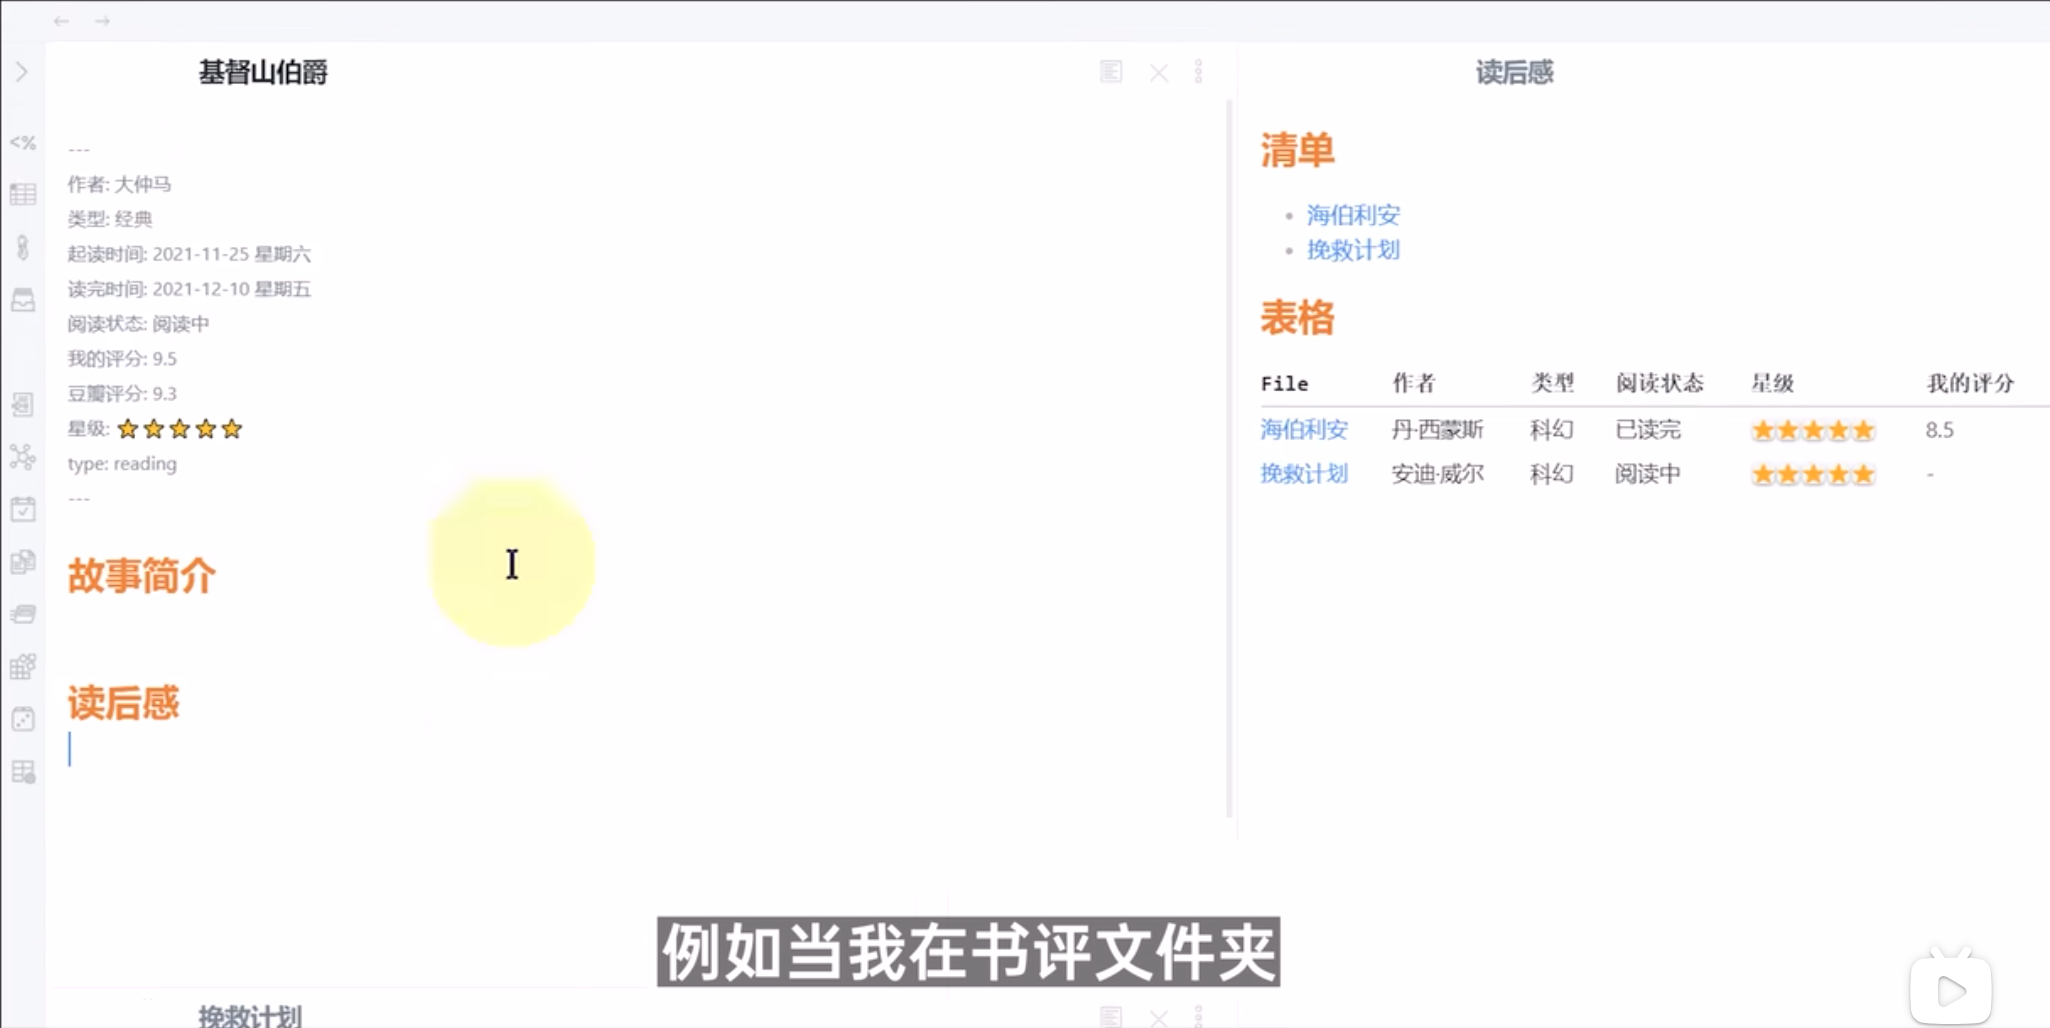 基督山伯爵
---
作者: 大仲马
类型: 经典
起读时间: 2021-11-25 星期六
读完时间: 2021-12-10 星期五
阅读状态: 阅读中
我的评分: 9.5
豆瓣评分: 9.3
星级: ⭐⭐⭐⭐⭐
type: reading
---
故事简介
读后感
挽救计划
读后感
清单
• 海伯利安
• 挽救计划
表格
File 作者 类型 阅读状态 星级 我的评分
海伯利安 丹·西蒙斯 科幻 已读完 ⭐⭐⭐⭐⭐ 8.5
挽救计划 安迪·威尔 科幻 阅读中 ⭐⭐⭐⭐⭐ -
例如当我在书评文件夹